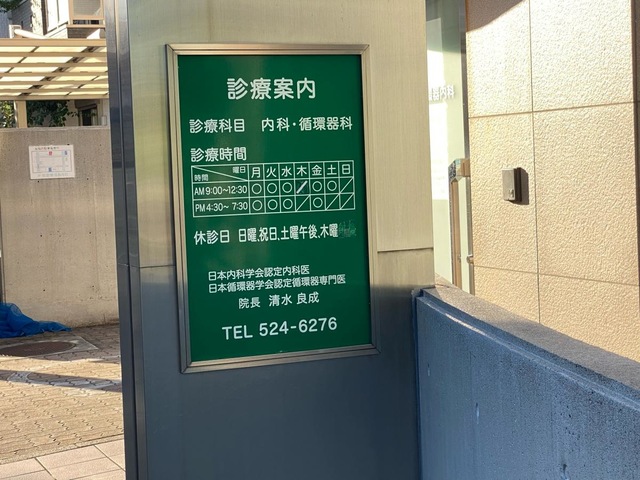 診療案内
診療科目 内科・循環器科
診療時間
時間 曜日 月 火 水 木 金 土 日
AM9:00~12:30 ○ ○ ○ / ○ ○ /
PM4:30~ 7:30 ○ ○ ○ / ○ / /
休診日 日曜,祝日,土曜午後,木曜
日本内科学会認定内科医
日本循環器学会認定循環器専門医
院長 清水 良成
TEL 524-6276
内科